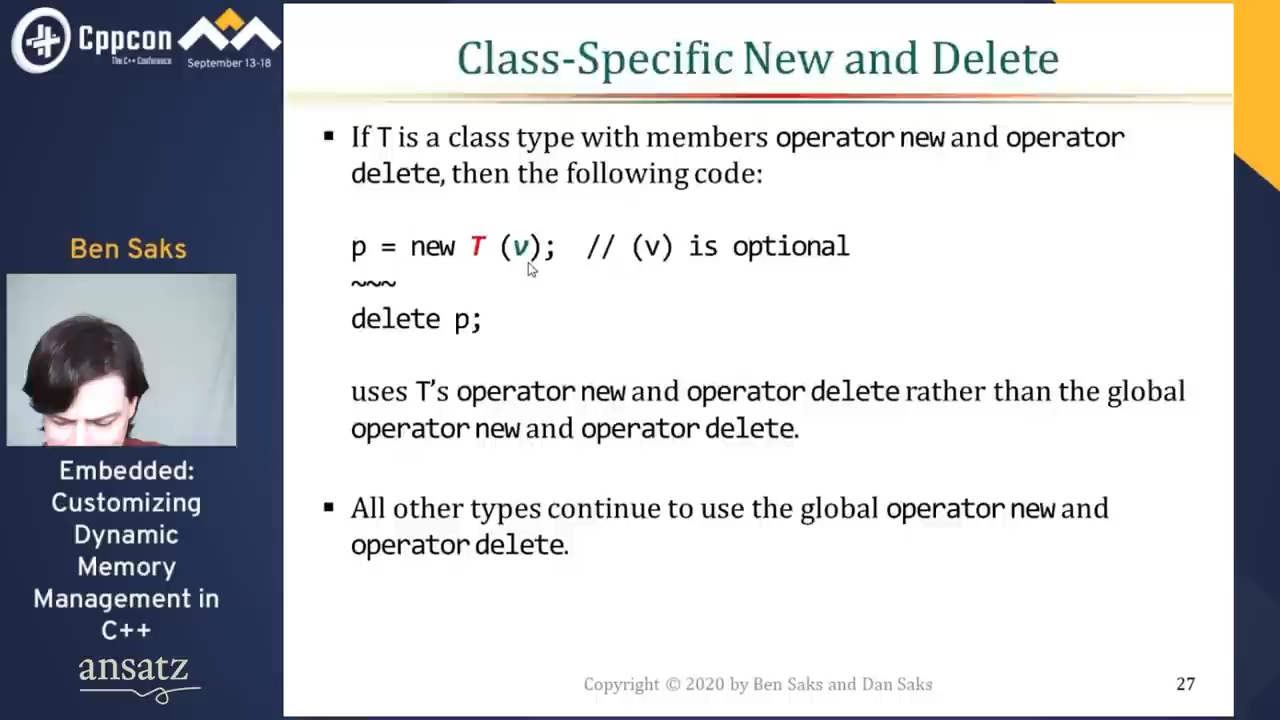 Cppcon
The C++ Conference
September 13-18
Ben Saks
Embedded:
Customizing
Dynamic
Memory
Management in
C++
ansatz
Class-Specific New and Delete
▪ If T is a class type with members operator new and operator
delete, then the following code:
p = new T (v);  // (v) is optional
~~~
delete p;
uses T’s operator new and operator delete rather than the global
operator new and operator delete.
▪ All other types continue to use the global operator new and
operator delete.
Copyright © 2020 by Ben Saks and Dan Saks
27